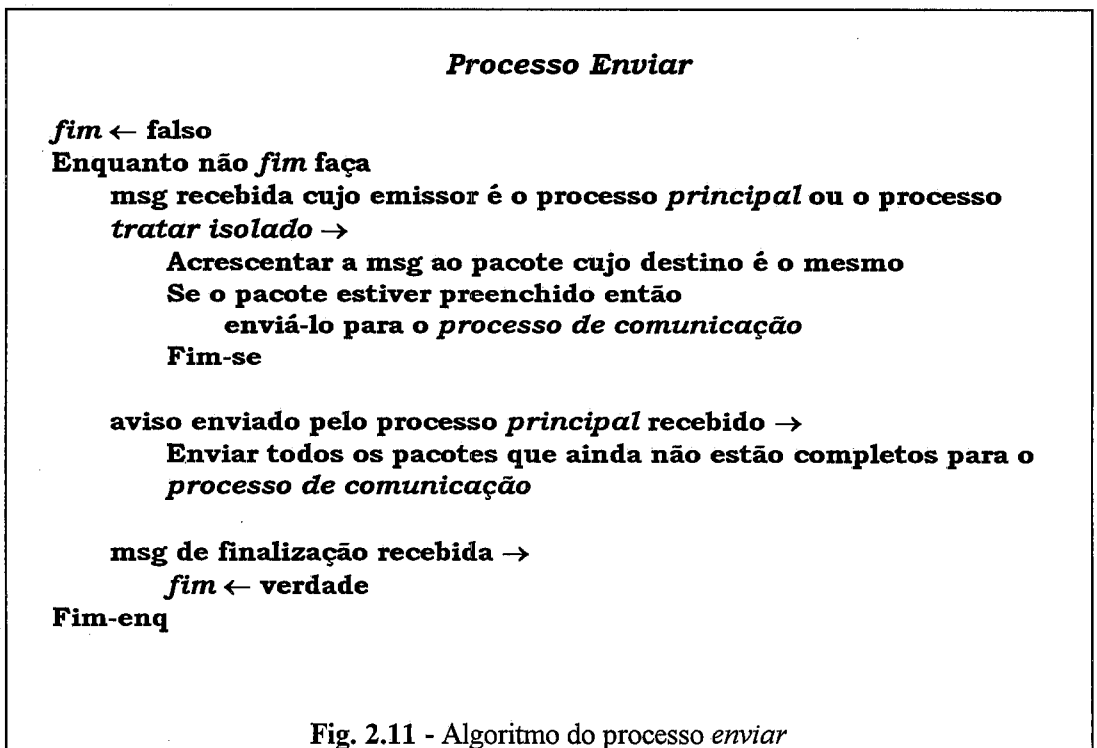 Processo Enviar
fim ← falso
Enquanto não fim faça
msg recebida cujo emissor é o processo principal ou o processo
tratar isolado →
Acrescentar a msg ao pacote cujo destino é o mesmo
Se o pacote estiver preenchido então
enviá-lo para o processo de comunicação
Fim-se
aviso enviado pelo processo principal recebido →
Enviar todos os pacotes que ainda não estão completos para o
processo de comunicação
msg de finalização recebida →
fim ← verdade
Fim-enq
Fig. 2.11 - Algoritmo do processo enviar